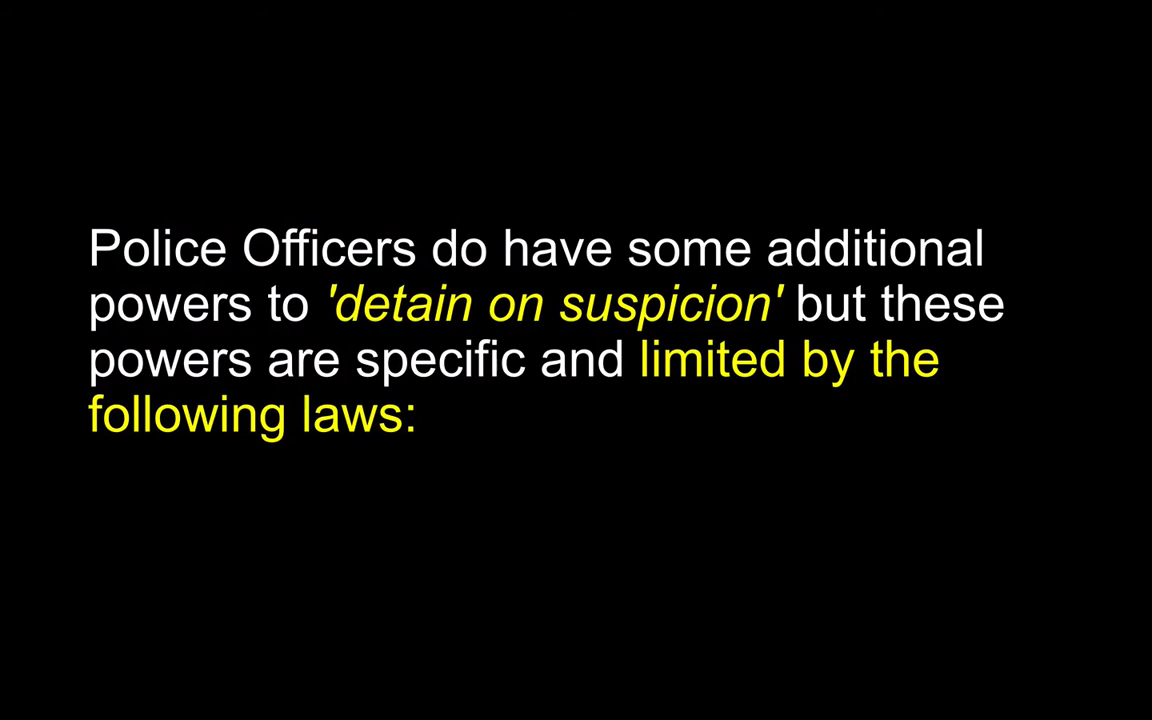 Police Officers do have some additional
powers to 'detain on suspicion' but these
powers are specific and limited by the
following laws: